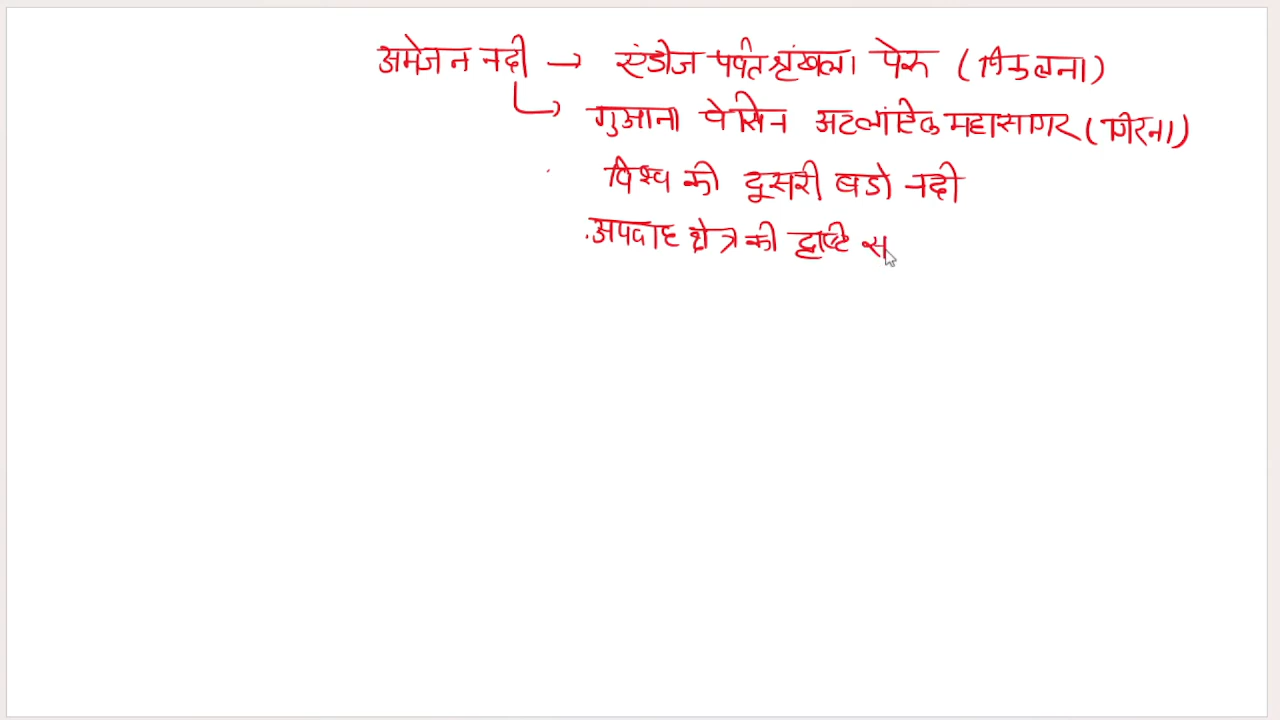 अमेजन नदी → एंडीज पर्वत श्रृंखला पेरू (निकलना)
गुआना बेसिन अटलांटिक महासागर (गिरना)
विश्व की दूसरी बडी नदी
अपवाह क्षेत्र की दृष्टि स